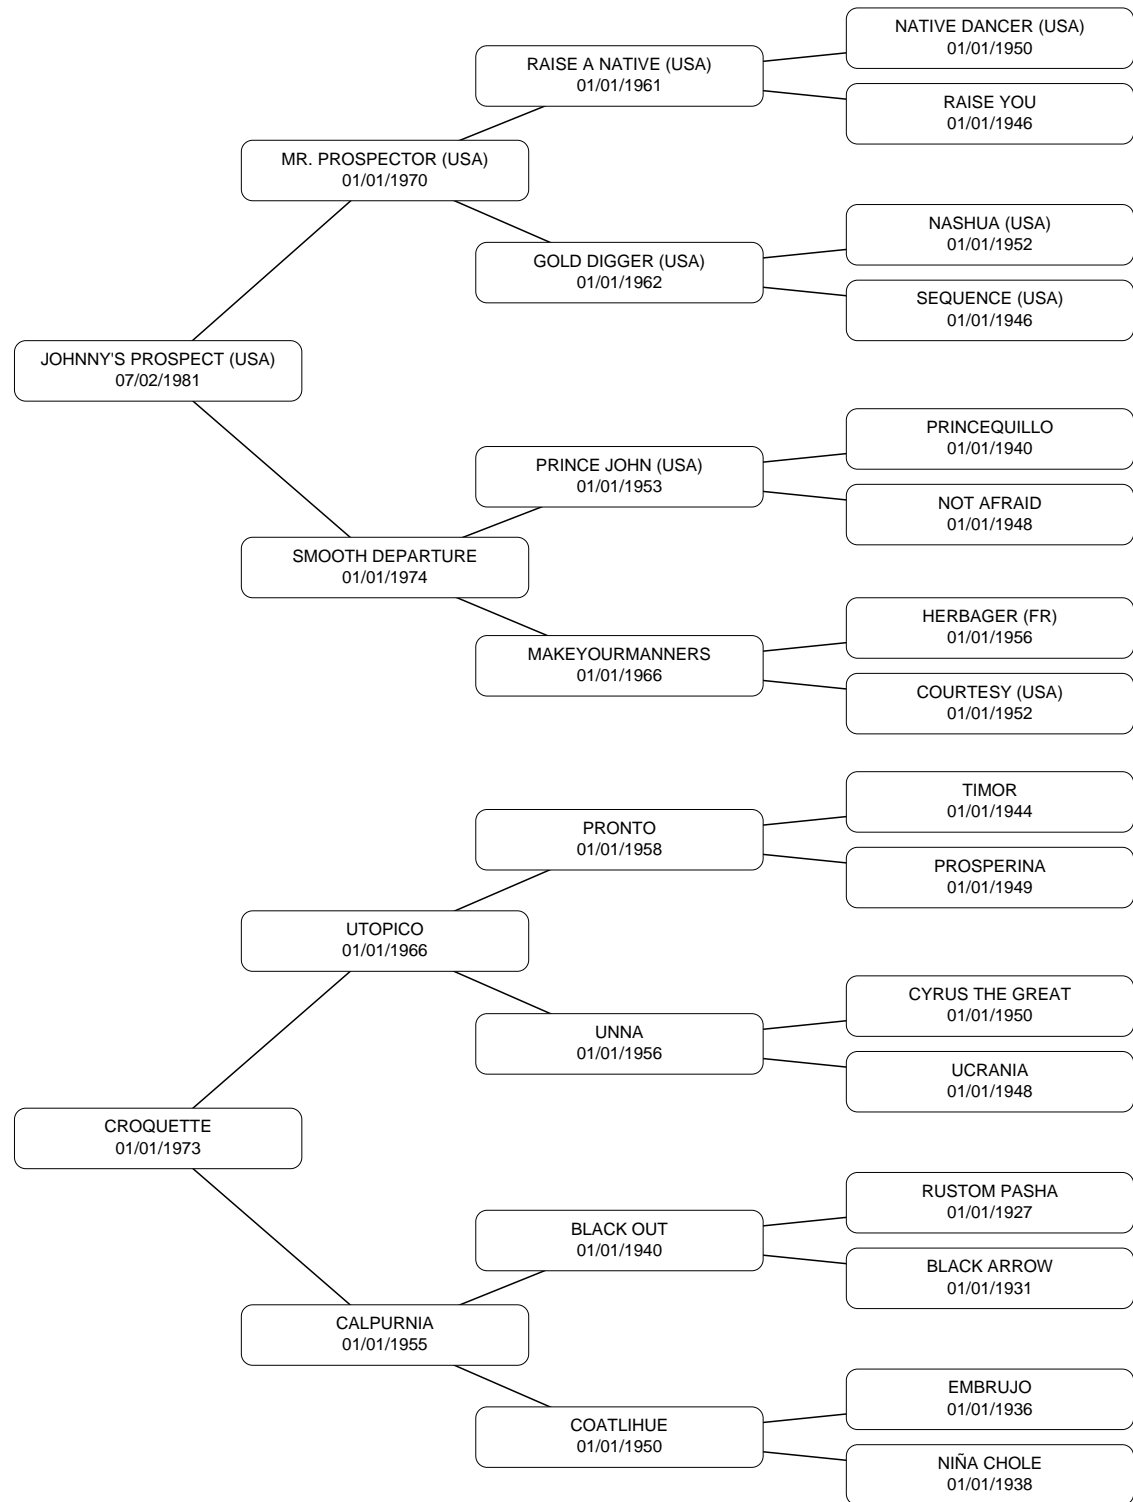 NATIVE DANCER (USA)
01/01/1950
RAISE A NATIVE (USA)
01/01/1961
RAISE YOU
01/01/1946
MR. PROSPECTOR (USA)
01/01/1970
NASHUA (USA)
01/01/1952
GOLD DIGGER (USA)
01/01/1962
SEQUENCE (USA)
01/01/1946
JOHNNY'S PROSPECT (USA)
07/02/1981
PRINCEQUILLO
01/01/1940
PRINCE JOHN (USA)
01/01/1953
NOT AFRAID
01/01/1948
SMOOTH DEPARTURE
01/01/1974
HERBAGER (FR)
01/01/1956
MAKEYOURMANNERS
01/01/1966
COURTESY (USA)
01/01/1952
TIMOR
01/01/1944
PRONTO
01/01/1958
PROSPERINA
01/01/1949
UTOPICO
01/01/1966
CYRUS THE GREAT
01/01/1950
UNNA
01/01/1956
UCRANIA
01/01/1948
CROQUETTE
01/01/1973
RUSTOM PASHA
01/01/1927
BLACK OUT
01/01/1940
BLACK ARROW
01/01/1931
CALPURNIA
01/01/1955
EMBRUJO
01/01/1936
COATLIHUE
01/01/1950
NIÑA CHOLE
01/01/1938